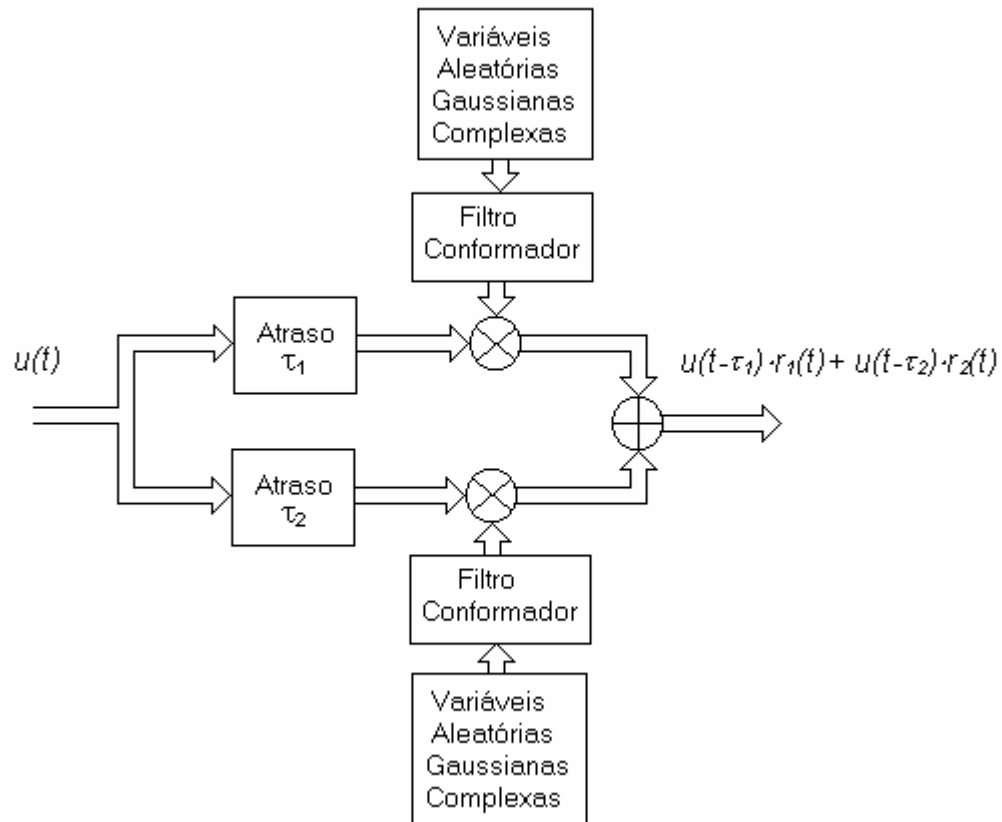 Variáveis
Aleatórias
Gaussianas
Complexas
Filtro
Conformador
u(t)
Atraso
τ₁
u(t-τ₁)·r₁(t) + u(t-τ₂)·r₂(t)
Atraso
τ₂
Filtro
Conformador
Variáveis
Aleatórias
Gaussianas
Complexas